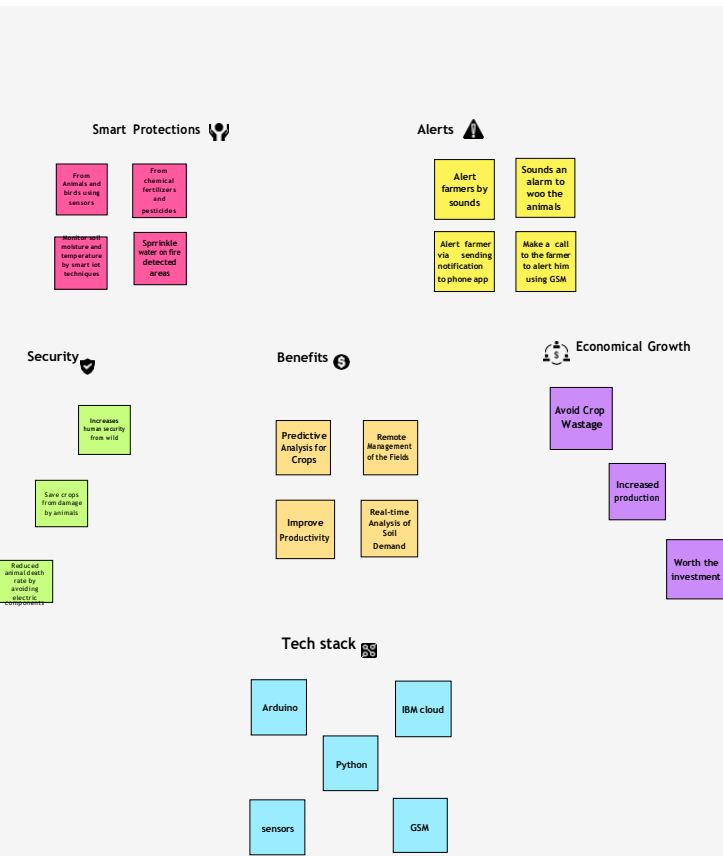 Smart Protections
Alerts
From
Animals and
birds using
sensors
From
chemical
fertilizers
and
pesticides
Alert
farmers by
sounds
Sounds an
alarm to
woo the
animals
Monitor soil
moisture and
temperature
by smart iot
techniques
Sprrinkle
water on fire
detected
areas
Alert farmer
via sending
notification
to phone app
Make a call
to the farmer
to alert him
using GSM
Security
Benefits
Economical Growth
Increases
human security
from wild
Save crops
from damage
by animals
Reduced
animal death
rate by
avoiding
electric
components
Predictive
Analysis for
Crops
Remote
Management
of the Fields
Improve
Productivity
Real-time
Analysis of
Soil
Demand
Avoid Crop
Wastage
Increased
production
Worth the
investment
Tech stack
Arduino
IBM cloud
Python
sensors
GSM